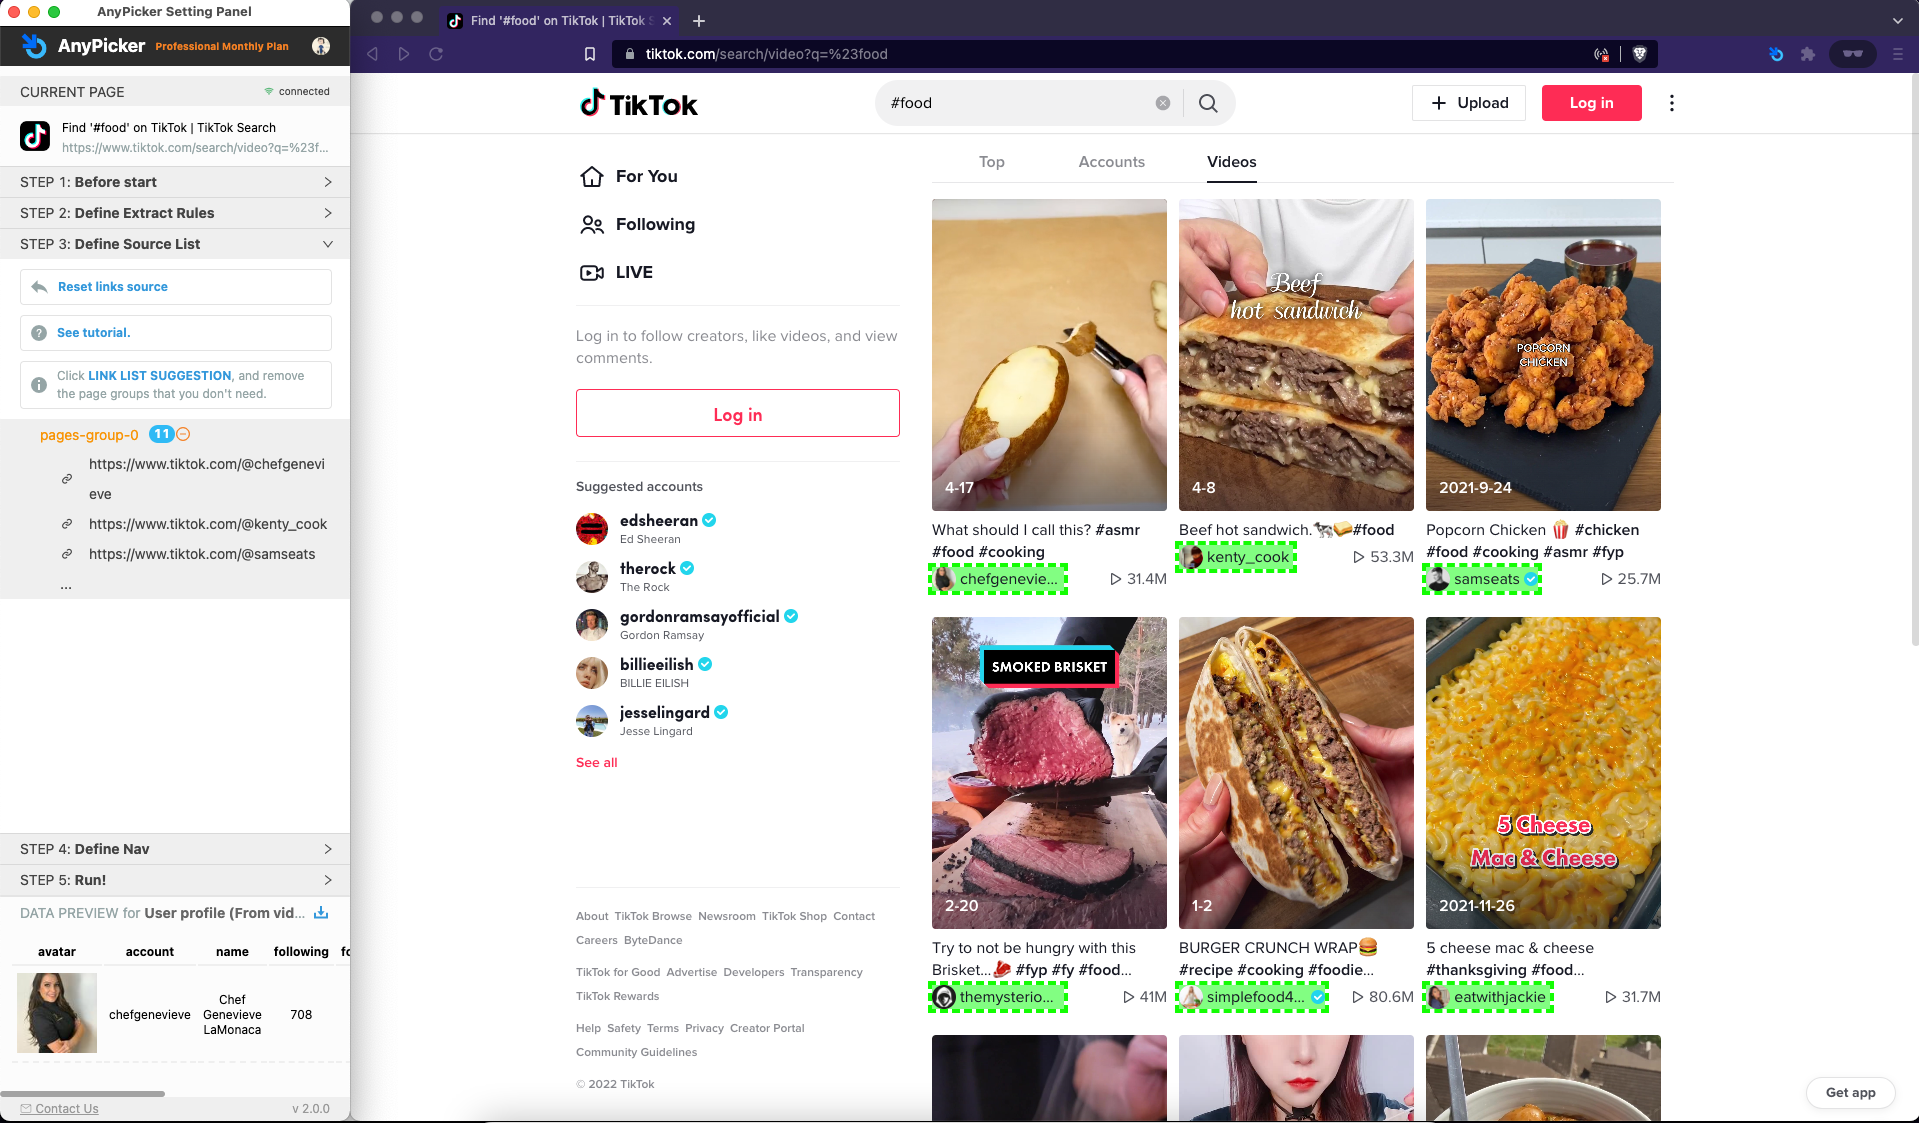 AnyPicker Setting Panel
AnyPicker Professional Monthly Plan
CURRENT PAGE connected
Find '#food' on TikTok | TikTok Search
https://www.tiktok.com/search/video?q=%23f...
STEP 1: Before start
STEP 2: Define Extract Rules
STEP 3: Define Source List
Reset links source
See tutorial.
Click LINK LIST SUGGESTION, and remove
the page groups that you don't need.
pages-group-0 11
https://www.tiktok.com/@chefgenevi
eve
https://www.tiktok.com/@kenty_cook
https://www.tiktok.com/@samseats
...
STEP 4: Define Nav
STEP 5: Run!
DATA PREVIEW for User profile (From vid...
avatar account name following fo
chefgenevieve
Chef
Genevieve
LaMonaca
708
Contact Us v 2.0.0
Find '#food' on TikTok | TikTok S
tiktok.com/search/video?q=%23food
TikTok
#food
Upload
Log in
For You
Following
LIVE
Log in to follow creators, like videos, and view
comments.
Log in
Suggested accounts
edsheeran
Ed Sheeran
therock
The Rock
gordonramsayofficial
Gordon Ramsay
billieeilish
BILLIE EILISH
jesselingard
Jesse Lingard
See all
About TikTok Browse Newsroom TikTok Shop Contact
Careers ByteDance
TikTok for Good Advertise Developers Transparency
TikTok Rewards
Help Safety Terms Privacy Creator Portal
Community Guidelines
© 2022 TikTok
Top Accounts Videos
4-17
What should I call this? #asmr
#food #cooking
chefgenevie... 31.4M
Beef
hot sandwich
4-8
Beef hot sandwich.🐄🥪#food
kenty_cook 53.3M
POPCORN
CHICKEN
2021-9-24
Popcorn Chicken 🍿 #chicken
#food #cooking #asmr #fyp
samseats 25.7M
SMOKED BRISKET
2-20
Try to not be hungry with this
Brisket...🥩 #fyp #fy #food...
themysterio... 41M
1-2
BURGER CRUNCH WRAP🍔
#recipe #cooking #foodie...
simplefood4... 80.6M
5 Cheese
Mac & Cheese
2021-11-26
5 cheese mac & cheese
#thanksgiving #food...
eatwithjackie 31.7M
Get app